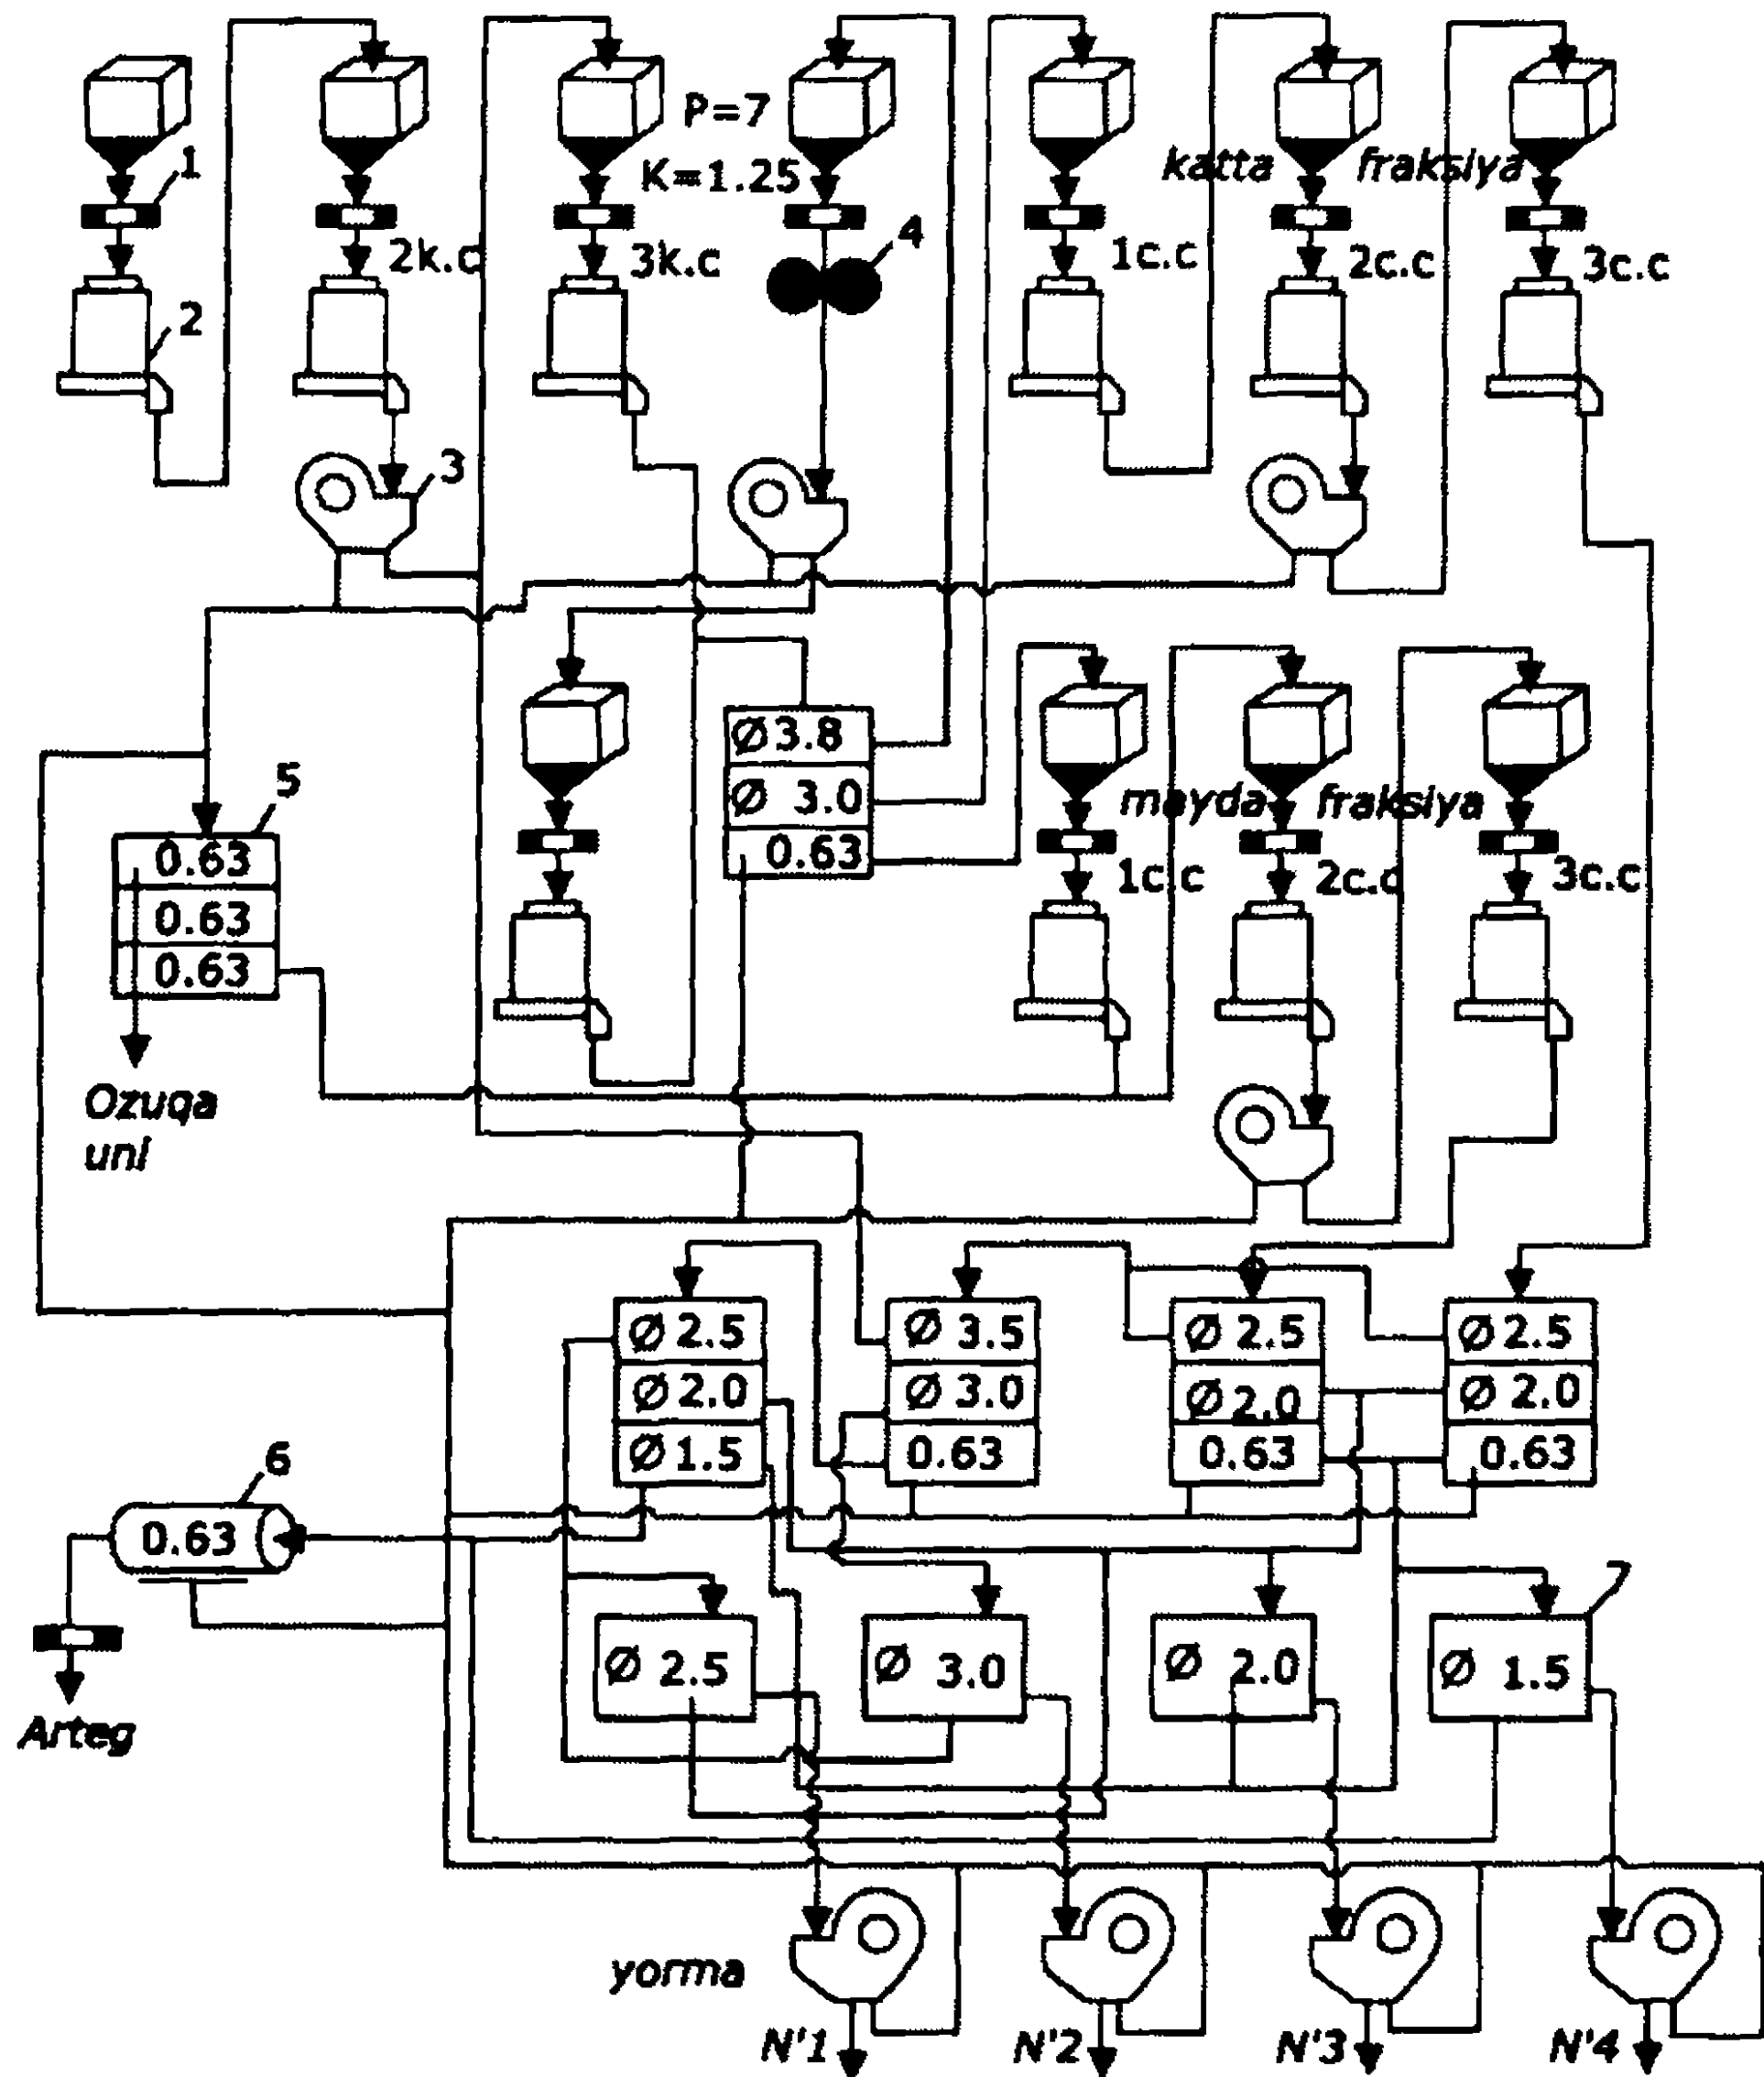 P=7
1
K=1.25
katta fraksiya
4
2k.c
3k.c
1c.c
2c.c
3c.c
2
3
Ø 3.8
Ø 3.0
0.63
5
mayda fraksiya
0.63
0.63
0.63
1c.c
2c.c
3c.c
Ozuqa
uni
Ø 2.5
Ø 2.0
Ø 1.5
Ø 3.5
Ø 3.0
0.63
Ø 2.5
Ø 2.0
0.63
Ø 2.5
Ø 2.0
0.63
6
0.63
7
Ø 2.5
Ø 3.0
Ø 2.0
Ø 1.5
Arteg
yorma
N'1
N'2
N'3
N'4